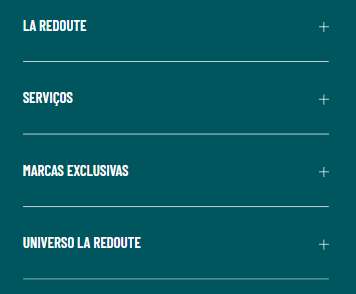 LA REDOUTE
SERVIÇOS
MARCAS EXCLUSIVAS
UNIVERSO LA REDOUTE